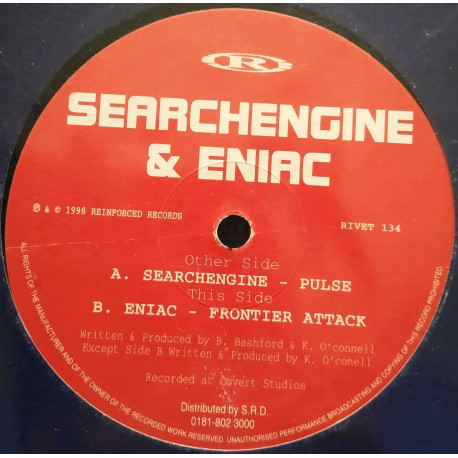 R
SEARCHENGINE
& ENIAC
℗ & © 1998 REINFORCED RECORDS
RIVET 134
Other Side
A. SEARCHENGINE - PULSE
This Side
B. ENIAC - FRONTIER ATTACK
Written & Produced by B. Bashford & K. O'connell
Except Side B Written & Produced by K. O'conell
Recorded at Covert Studios
Distributed by S.R.D.
0181-802 3000
ALL RIGHTS OF THE MANUFACTURER AND OF THE OWNER OF THE RECORDED WORK RESERVED. UNAUTHORISED PERFORMANCE BROADCASTING AND COPYING OF THIS RECORD PROHIBITED.